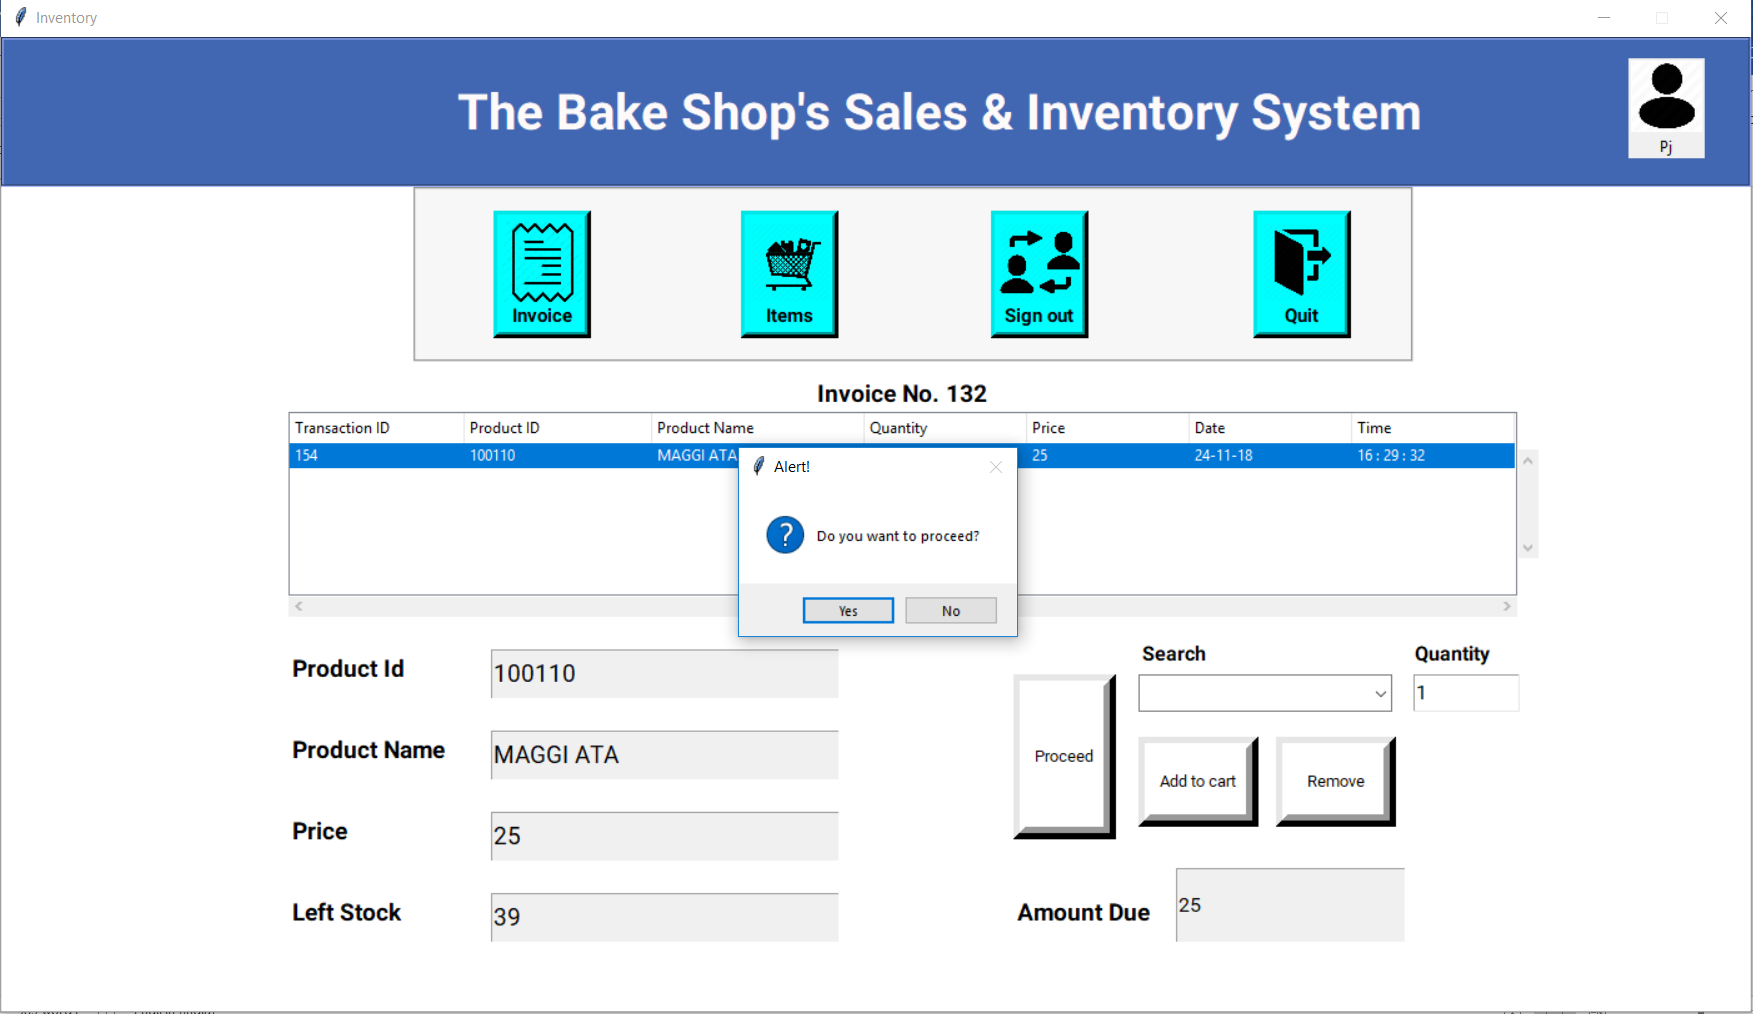 Inventory
The Bake Shop's Sales & Inventory System
Pj
Invoice Items Sign out Quit
Invoice No. 132
Transaction ID Product ID Product Name Quantity Price Date Time
154 100110 MAGGI ATA 25 24-11-18 16 : 29 : 32
Alert!
Do you want to proceed?
Yes No
Search Quantity
Product Id 100110
1
Product Name MAGGI ATA
Proceed Add to cart Remove
Price 25
Left Stock 39
Amount Due 25